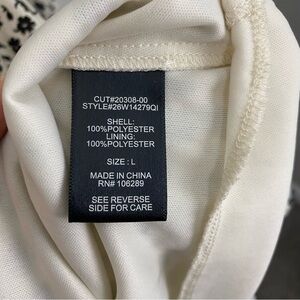 CUT#20308-00
STYLE#26W14279QI
SHELL:
100%POLYESTER
LINING:
100%POLYESTER
SIZE : L
MADE IN CHINA
RN# 106289
SEE REVERSE
SIDE FOR CARE